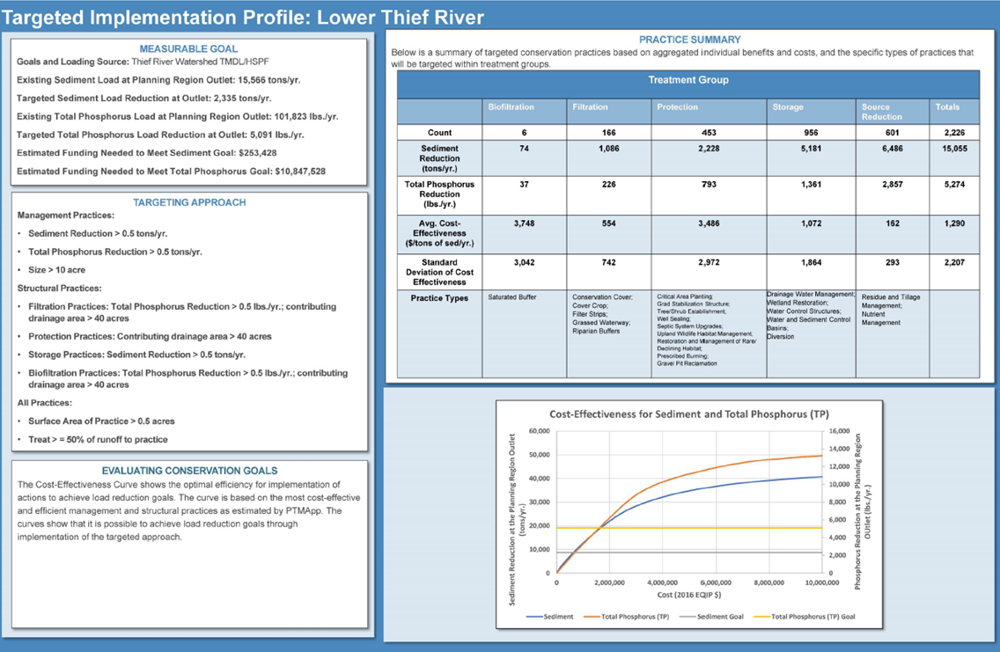 Targeted Implementation Profile: Lower Thief River
MEASURABLE GOAL
Goals and Loading Source: Thief River Watershed TMDL/HSPF
Existing Sediment Load at Planning Region Outlet: 15,566 tons/yr.
Targeted Sediment Load Reduction at Outlet: 2,335 tons/yr.
Existing Total Phosphorus Load at Planning Region Outlet: 101,823 lbs./yr.
Targeted Total Phosphorus Load Reduction at Outlet: 5,091 lbs./yr.
Estimated Funding Needed to Meet Sediment Goal: $253,428
Estimated Funding Needed to Meet Total Phosphorus Goal: $10,847,528
TARGETING APPROACH
Management Practices:
• Sediment Reduction > 0.5 tons/yr.
• Total Phosphorus Reduction > 0.5 tons/yr.
• Size > 10 acre
Structural Practices:
• Filtration Practices: Total Phosphorus Reduction > 0.5 lbs./yr.; contributing
drainage area > 40 acres
• Protection Practices: Contributing drainage area > 40 acres
• Storage Practices: Sediment Reduction > 0.5 tons/yr.
• Biofiltration Practices: Total Phosphorus Reduction > 0.5 lbs./yr.; contributing
drainage area > 40 acres
All Practices:
• Surface Area of Practice > 0.5 acres
• Treat > = 50% of runoff to practice
EVALUATING CONSERVATION GOALS
The Cost-Effectiveness Curve shows the optimal efficiency for implementation of
actions to achieve load reduction goals. The curve is based on the most cost-effective
and efficient management and structural practices as estimated by PTMApp. The
curves show that it is possible to achieve load reduction goals through
implementation of the targeted approach.
PRACTICE SUMMARY
Below is a summary of targeted conservation practices based on aggregated individual benefits and costs, and the specific types of practices that
will be targeted within treatment groups.
Treatment Group
Biofiltration Filtration Protection Storage Source Totals
Reduction
Count 6 166 453 956 601 2,226
Sediment 74 1,086 2,228 5,181 6,486 15,055
Reduction
(tons/yr.)
Total Phosphorus 37 226 793 1,361 2,857 5,274
Reduction
(lbs./yr.)
Avg. Cost- 3,748 554 3,486 1,072 162 1,290
Effectiveness
($/tons of sed/yr.)
Standard 3,042 742 2,972 1,864 293 2,207
Deviation of Cost
Effectiveness
Practice Types
Saturated Buffer
Conservation Cover;
Cover Crop;
Filter Strips;
Grassed Waterway;
Riparian Buffers
Critical Area Planting;
Grad Stabilization Structure;
Tree/Shrub Establishment;
Well Sealing;
Septic System Upgrades;
Upland Wildlife Habitat Management;
Restoration and Management of Rare/
Declining Habitat;
Prescribed Burning;
Gravel Pit Reclamation
Drainage Water Management;
Wetland Restoration;
Water Control Structures;
Water and Sediment Control
Basins;
Diversion
Residue and Tillage
Management;
Nutrient
Management
Cost-Effectiveness for Sediment and Total Phosphorus (TP)
Sediment Reduction at the Planning Region Outlet
(tons/yr.)
60,000
50,000
40,000
30,000
20,000
10,000
0
16,000
14,000
12,000
10,000
8,000
6,000
4,000
2,000
0
Phosphorus Reduction at the Planning Region
OUtlet (lbs./yr.)
0 2,000,000 4,000,000 6,000,000 8,000,000 10,000,000
Cost (2016 EQIP $)
Sediment Total Phosphorus (TP) Sediment Goal Total Phosphorus (TP) Goal